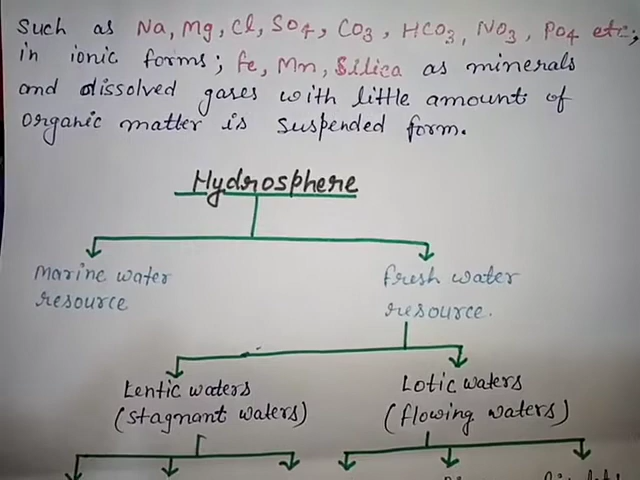 Such as Na, Mg, Cl, SO4, CO3, HCO3, NO3, PO4 etc;
in ionic forms; Fe, Mn, Silica as minerals
and dissolved gases with little amount of
organic matter is suspended form.
Hydrosphere
Marine water
resource
fresh water
resource.
Lentic waters
(stagnant waters)
Lotic waters
(flowing waters)